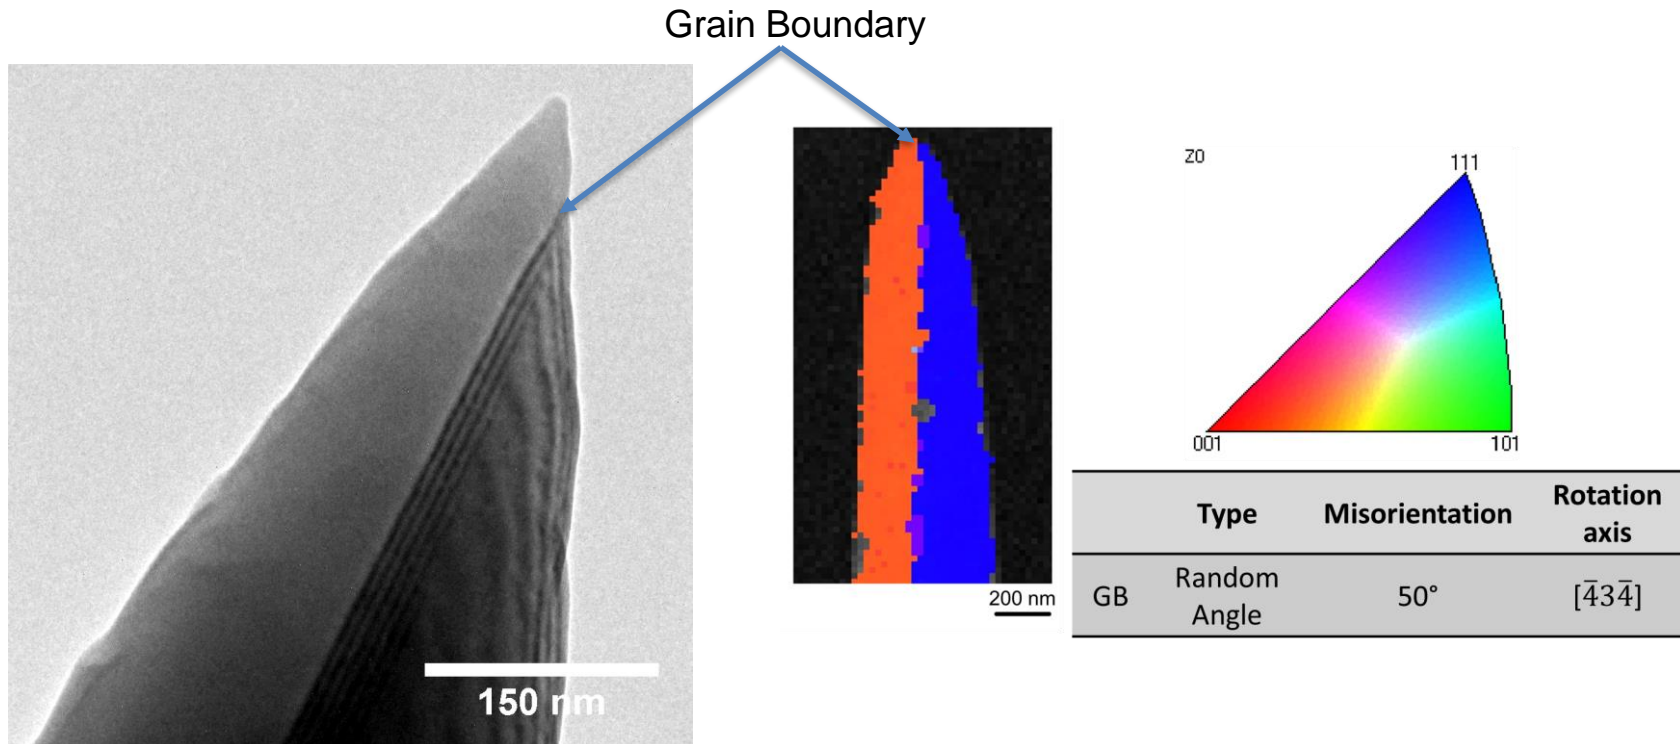 Grain Boundary
150 nm
200 nm
Z0
111
001
101
Type Misorientation Rotation axis
GB Random Angle 50° [4̄34̄]